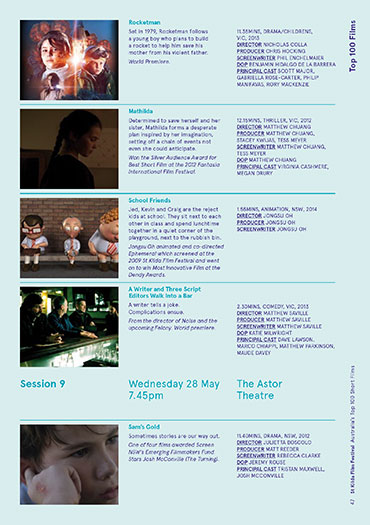 Top 100 Films
Rocketman
Set in 1979, Rocketman follows
a young boy who plans to build
a rocket to help him save his
mother from his violent father.
World Premiere.
11.35MINS, DRAMA/CHILDRENS,
VIC, 2013
DIRECTOR NICHOLAS COLLA
PRODUCER CHRIS HOCKING
SCREENWRITER PHIL ENCHELMAIER
DOP BENJAMIN HIDALGO DE LA BARRERA
PRINCIPAL CAST SCOTT MAJOR,
GABRIELLA ROSE-CARTER, PHILIP
MANIKAVAS, RORY MACKENZIE
Mathilda
Determined to save herself and her
sister, Mathilda forms a desperate
plan inspired by her imagination,
setting off a chain of events not
even she could anticipate.
Won the Silver Audience Award for
Best Short Film at the 2012 Fantasia
International Film Festival
12.15MINS, THRILLER, VIC, 2012
DIRECTOR MATTHEW CHUANG
PRODUCER MATTHEW CHUANG,
STACEY KWIJAS, TESS MEYER
SCREENWRITER MATTHEW CHUANG,
TESS MEYER
DOP MATTHEW CHUANG
PRINCIPAL CAST VIRGINIA CASHMERE,
MEGAN DRURY
School Friends
Jed, Kevin and Craig are the reject
kids at school. They sit next to each
other in class and spend lunchtime
together in a quiet corner of the
playground, next to the rubbish bin.
Jongsu Oh animated and co-directed
Ephemeral which screened at the
2009 St Kilda Film Festival and went
on to win Most Innovative Film at the
Dendy Awards.
1.55MINS, ANIMATION, NSW, 2014
DIRECTOR JONGSU OH
PRODUCER JONGSU OH
SCREENWRITER JONGSU OH
A Writer and Three Script
Editors Walk Into a Bar
A writer tells a joke.
Complications ensue.
From the director of Noise and the
upcoming Felony. World premiere.
2.30MINS, COMEDY, VIC, 2013
DIRECTOR MATTHEW SAVILLE
PRODUCER MATTHEW SAVILLE
SCREENWRITER MATTHEW SAVILLE
DOP KATIE MILWRIGHT
PRINCIPAL CAST DAVE LAWSON,
MARCO CHIAPPI, MATTHEW PARKINSON,
MAUDE DAVEY
Session 9
Wednesday 28 May
7.45pm
The Astor
Theatre
Sam's Gold
Sometimes stories are our way out.
One of four films awarded Screen
NSW's Emerging Filmmakers Fund
Stars Josh McConville (The Turning).
11.40MINS, DRAMA, NSW, 2012
DIRECTOR JULIETTA BOSCOLO
PRODUCER MATT REEDER
SCREENWRITER REBECCA CLARKE
DOP JEREMY ROUSE
PRINCIPAL CAST TRISTAN MAXWELL,
JOSH MCCONVILLE
47 St Kilda Film Festival Australia's Top 100 Short Films